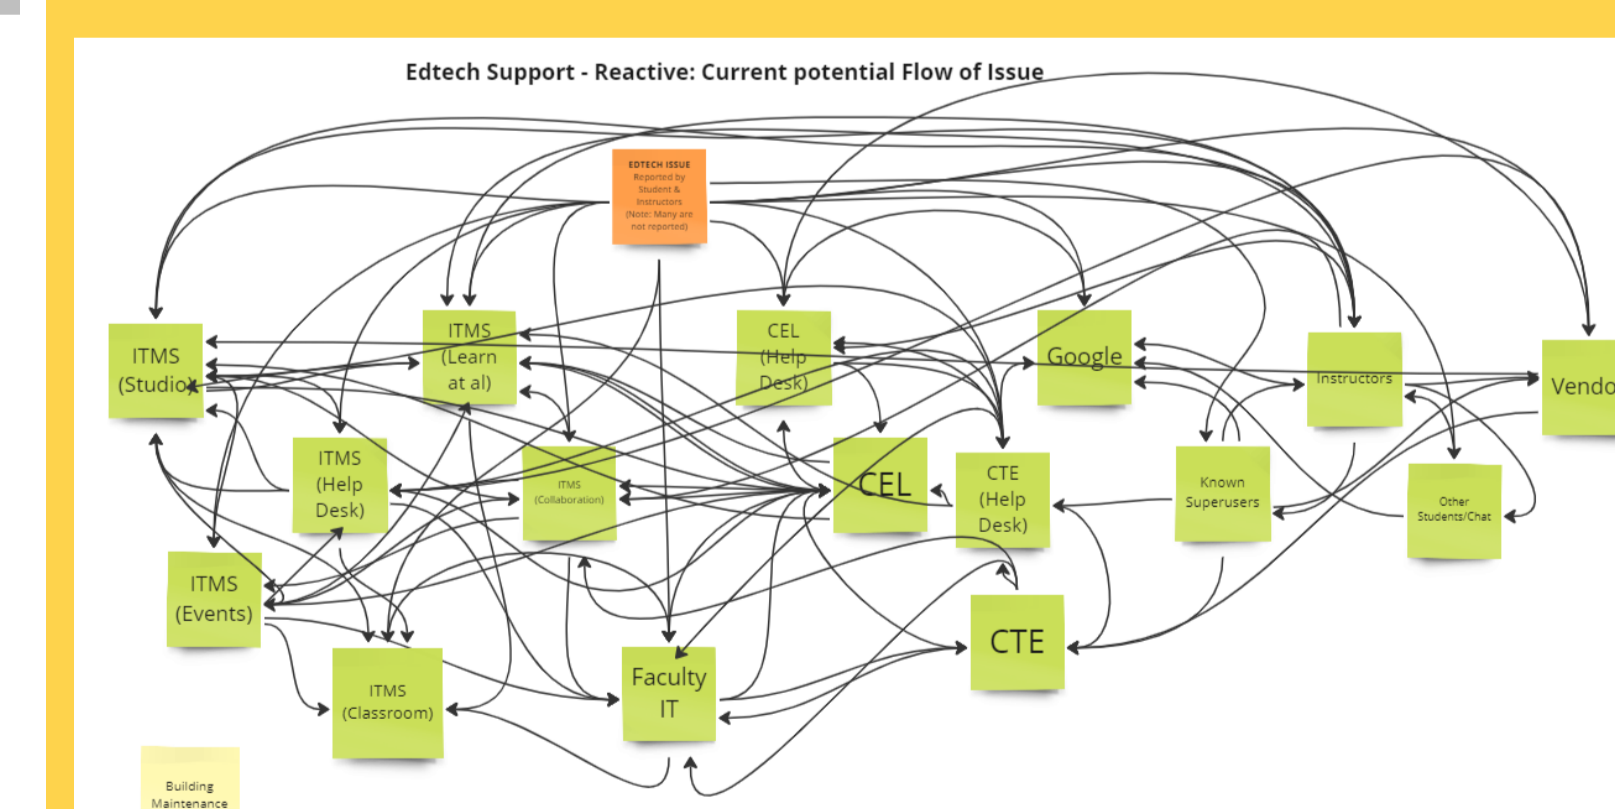 Edtech Support - Reactive: Current potential Flow of Issue
EDTECH ISSUE
Reported by
Student &
Instructors
(Note: Many are
not reported)
ITMS
(Studio)
ITMS
(Learn
at al)
CEL
(Help
Desk)
Google
Instructors
Vendo
ITMS
(Help
Desk)
ITMS
(Collaboration)
CEL
CTE
(Help
Desk)
Known
Superusers
Other
Students/Chat
ITMS
(Events)
CTE
ITMS
(Classroom)
Faculty
IT
Building
Maintenance